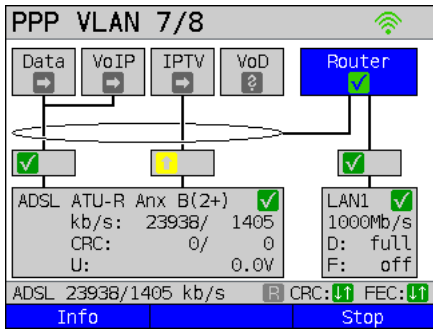 PPP VLAN 7/8
Data VoIP IPTV VoD Router
?
ADSL ATU-R Anx B(2+)
kb/s: 23938/ 1405
CRC: 0/ 0
U: 0.0V
LAN1
1000Mb/s
D: full
F: off
ADSL 23938/1405 kb/s R CRC: FEC:
Info Stop